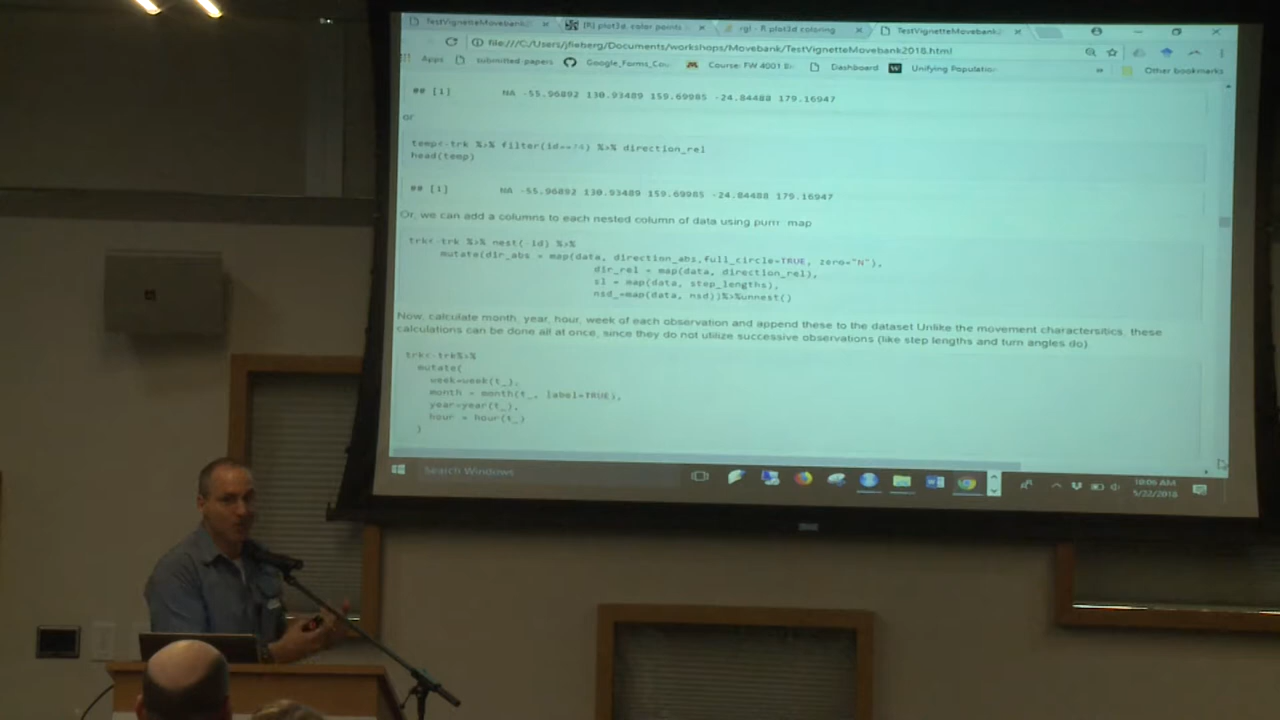 TestVignetteMovebank2 [R] plot3d, color points rgl - R plot3d coloring TestVignetteMovebank
file:///C:/Users/jfieberg/Documents/workshops/Movebank/TestVignetteMovebank2018.html
Apps submitted papers Google_Forms_Cou Course: FW 4001 Bi Dashboard Unifying Population » Other bookmarks
## [1] NA -55.96892 130.93489 159.69985 -24.84488 179.16947
or
temp<-trk %>% filter(id==74) %>% direction_rel
head(temp)
## [1] NA -55.96892 130.93489 159.69985 -24.84488 179.16947
Or, we can add a columns to each nested column of data using purrr::map
trk<-trk %>% nest(-id) %>%
mutate(dir_abs = map(data, direction_abs,full_circle=TRUE, zero="N"),
dir_rel = map(data, direction_rel),
sl = map(data, step_lengths),
nsd_=map(data, nsd))%>%unnest()
Now, calculate month, year, hour, week of each observation and append these to the dataset Unlike the movement charactersitics, these
calculations can be done all at once, since they do not utilize successive observations (like step lengths and turn angles do).
trk<-trk%>%
mutate(
week=week(t_),
month = month(t_, label=TRUE),
year=year(t_),
hour = hour(t_)
)
Search Windows
10:06 AM
5/22/2018